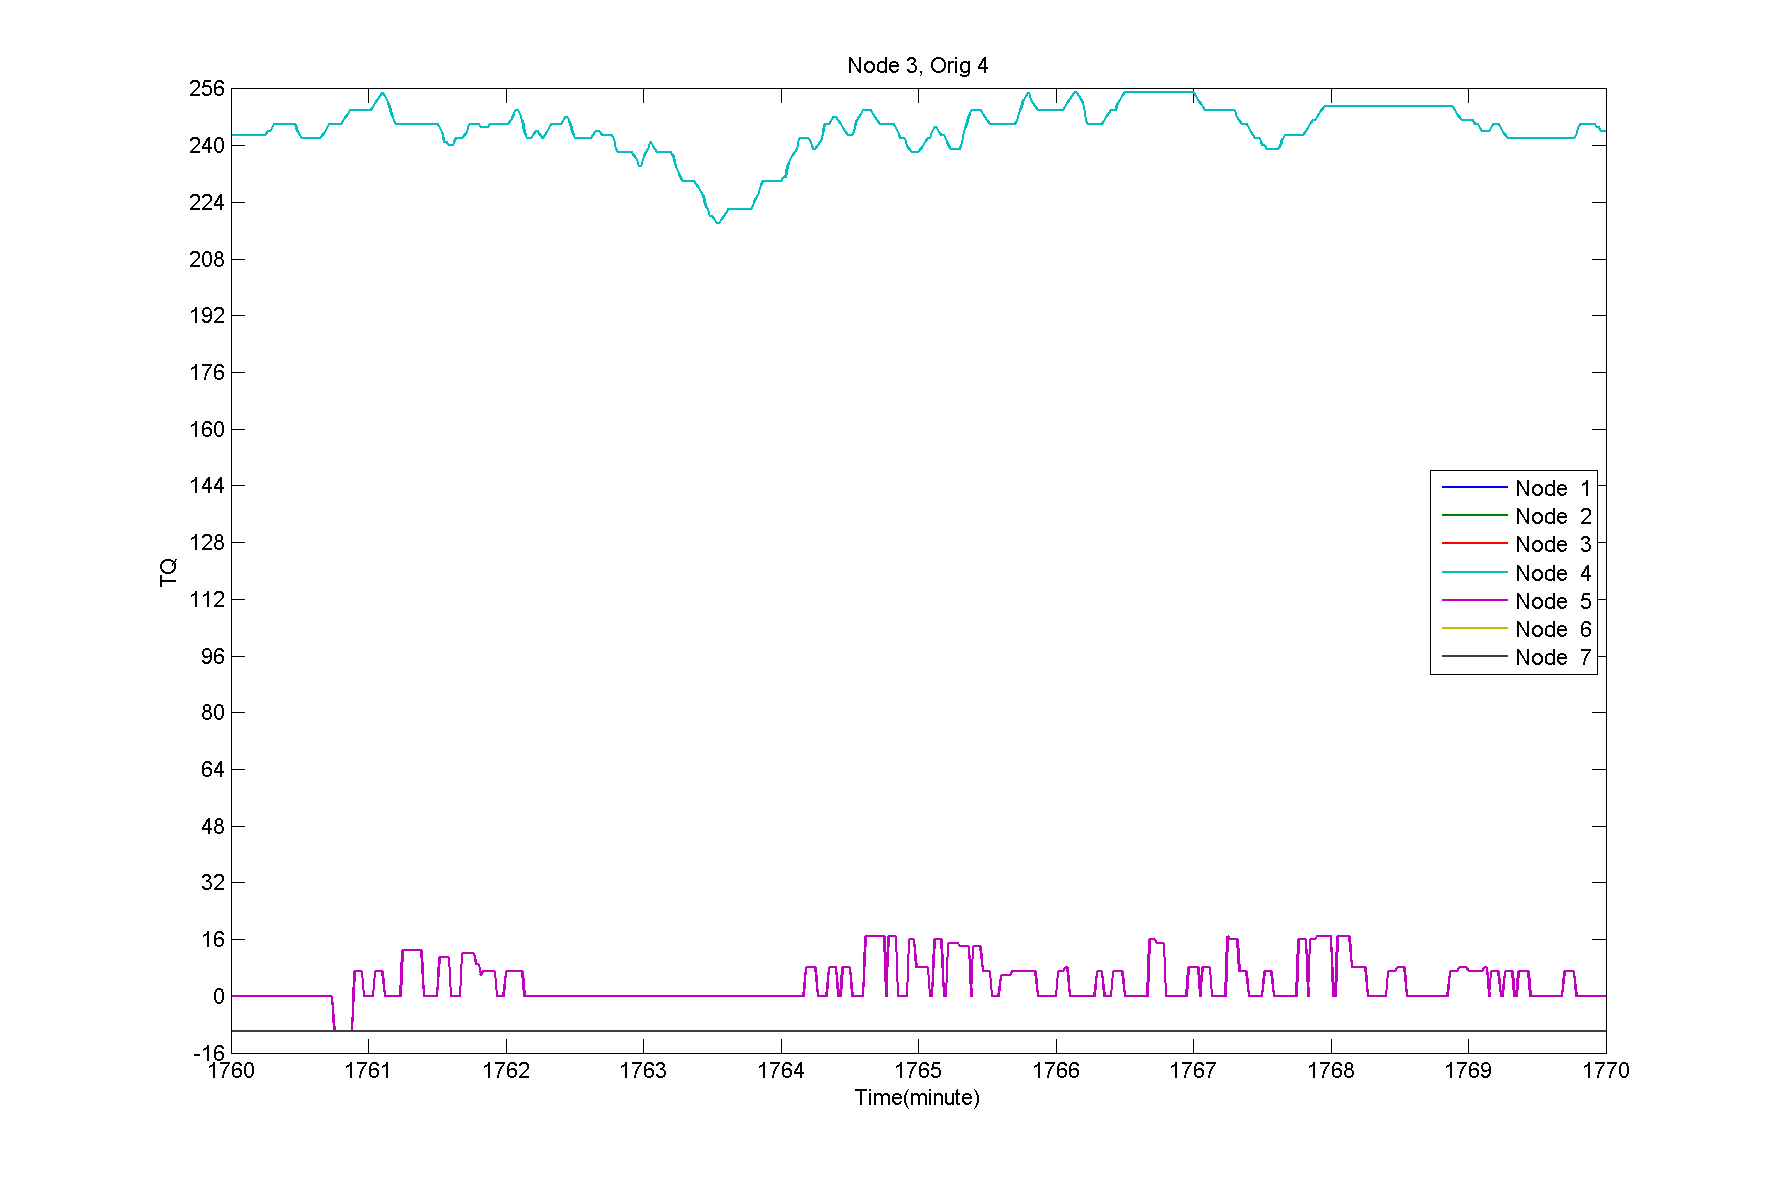 Node 3, Orig 4
256
240
224
208
192
176
160
144
128
112
96
80
64
48
32
16
0
-16
TQ
Node 1
Node 2
Node 3
Node 4
Node 5
Node 6
Node 7
1760 1761 1762 1763 1764 1765 1766 1767 1768 1769 1770
Time(minute)